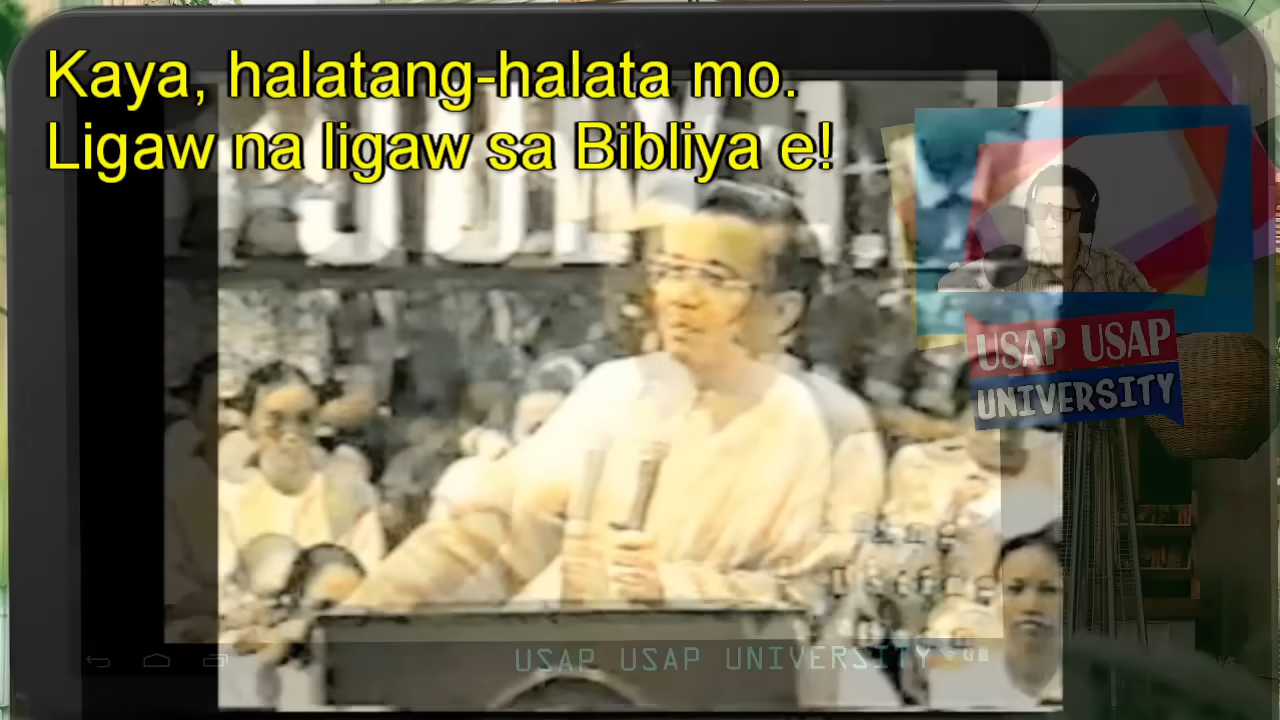 Kaya, halatang-halata mo.
Ligaw na ligaw sa Bibliya e!
USAP USAP
UNIVERSITY
USAP USAP UNIVERSITY